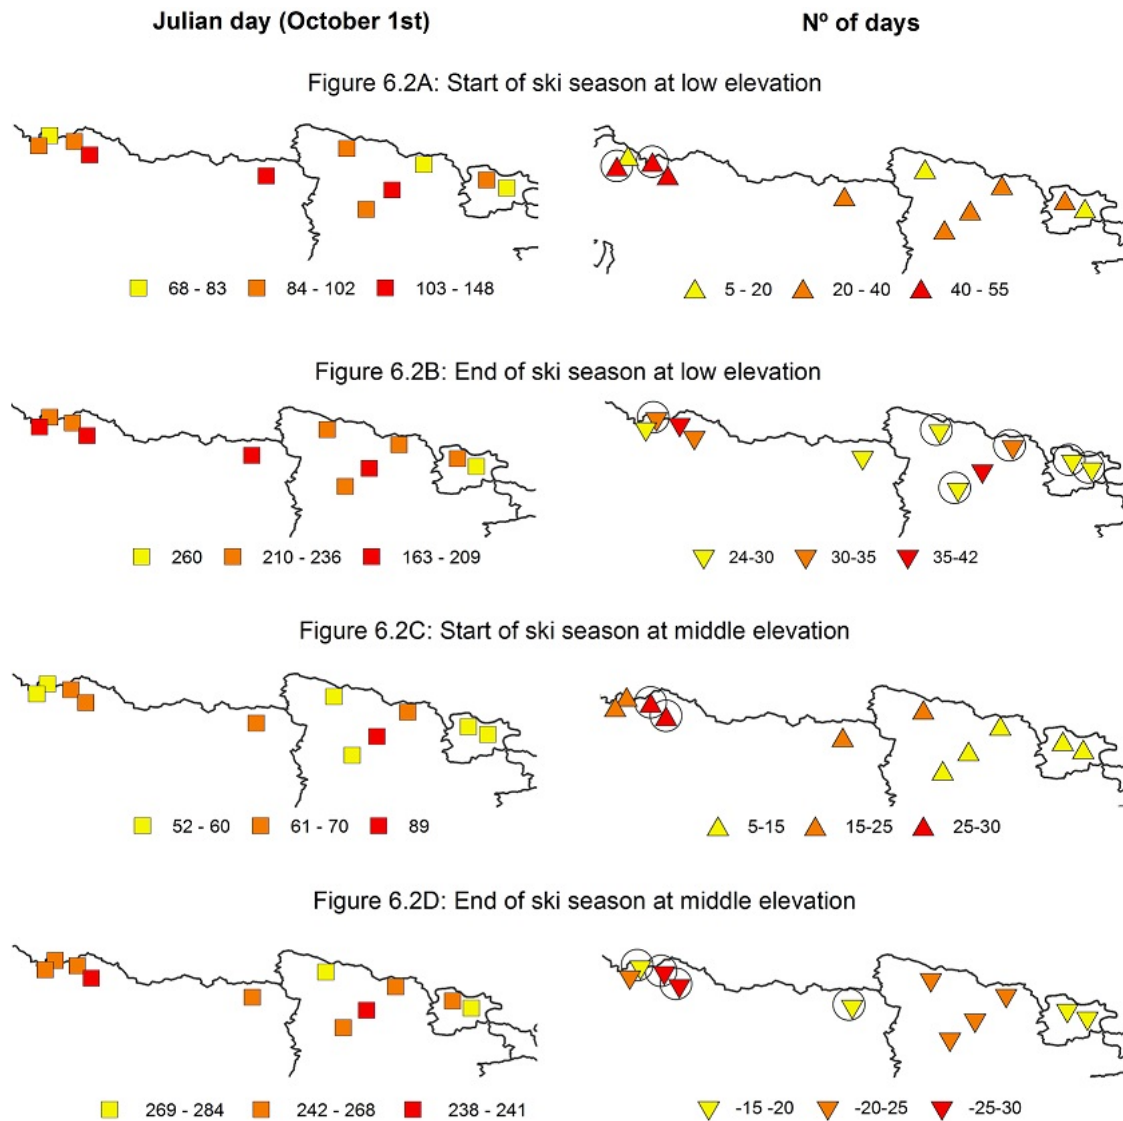 Julian day (October 1st)
Nº of days
Figure 6.2A: Start of ski season at low elevation
68 - 83 84 - 102 103 - 148
5 - 20 20 - 40 40 - 55
Figure 6.2B: End of ski season at low elevation
260 210 - 236 163 - 209
24-30 30-35 35-42
Figure 6.2C: Start of ski season at middle elevation
52 - 60 61 - 70 89
5-15 15-25 25-30
Figure 6.2D: End of ski season at middle elevation
269 - 284 242 - 268 238 - 241
-15 -20 -20-25 -25-30